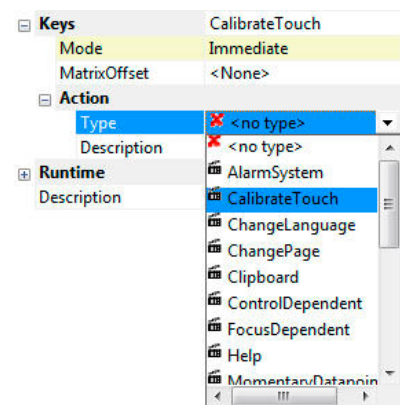 Keys CalibrateTouch
Mode Immediate
MatrixOffset <None>
Action
Type <no type>
Description <no type>
AlarmSystem
Runtime
CalibrateTouch
Description
ChangeLanguage
ChangePage
Clipboard
ControlDependent
FocusDependent
Help
MomentaryDatapoin